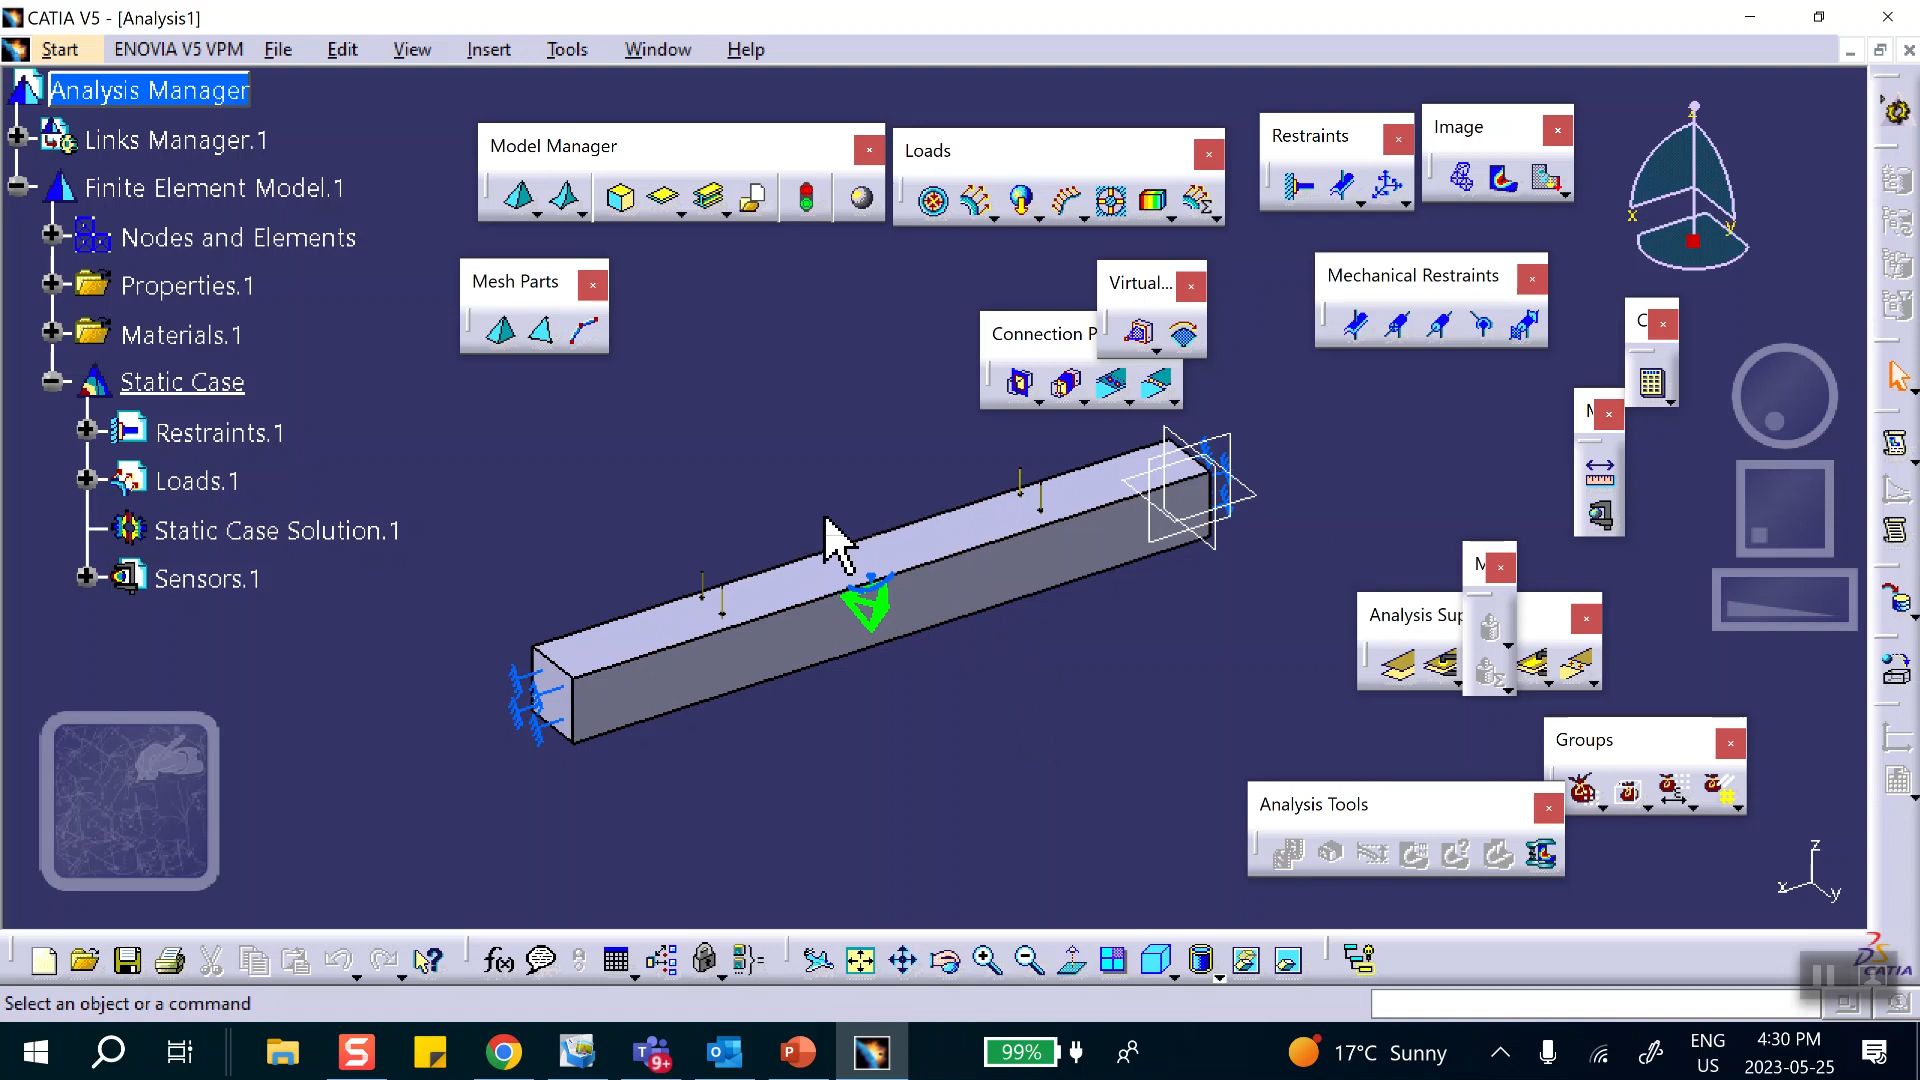 CATIA V5 - [Analysis1]
Start ENOVIA V5 VPM File Edit View Insert Tools Window Help
Analysis Manager
Links Manager.1
Finite Element Model.1
Nodes and Elements
Properties.1
Materials.1
Static Case
Restraints.1
Loads.1
Static Case Solution.1
Sensors.1
Model Manager
Loads
Restraints
Image
Mesh Parts
Virtual...
Connection P
Mechanical Restraints
C
M
Analysis Sup
Groups
Analysis Tools
z
x
y
z
x
y
f(x)
DS
CATIA
Select an object or a command
S
9+
P
99%
17°C Sunny
ENG
US
4:30 PM
2023-05-25